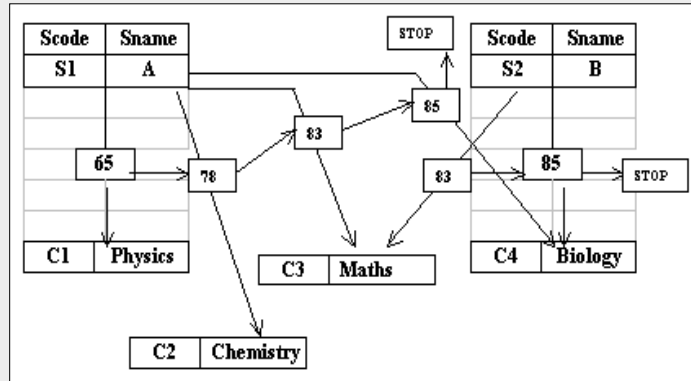 STOP
Scode Sname
S1 A
Scode Sname
S2 B
85
83
65
78
83
85
STOP
C1 Physics
C3 Maths
C4 Biology
C2 Chemistry